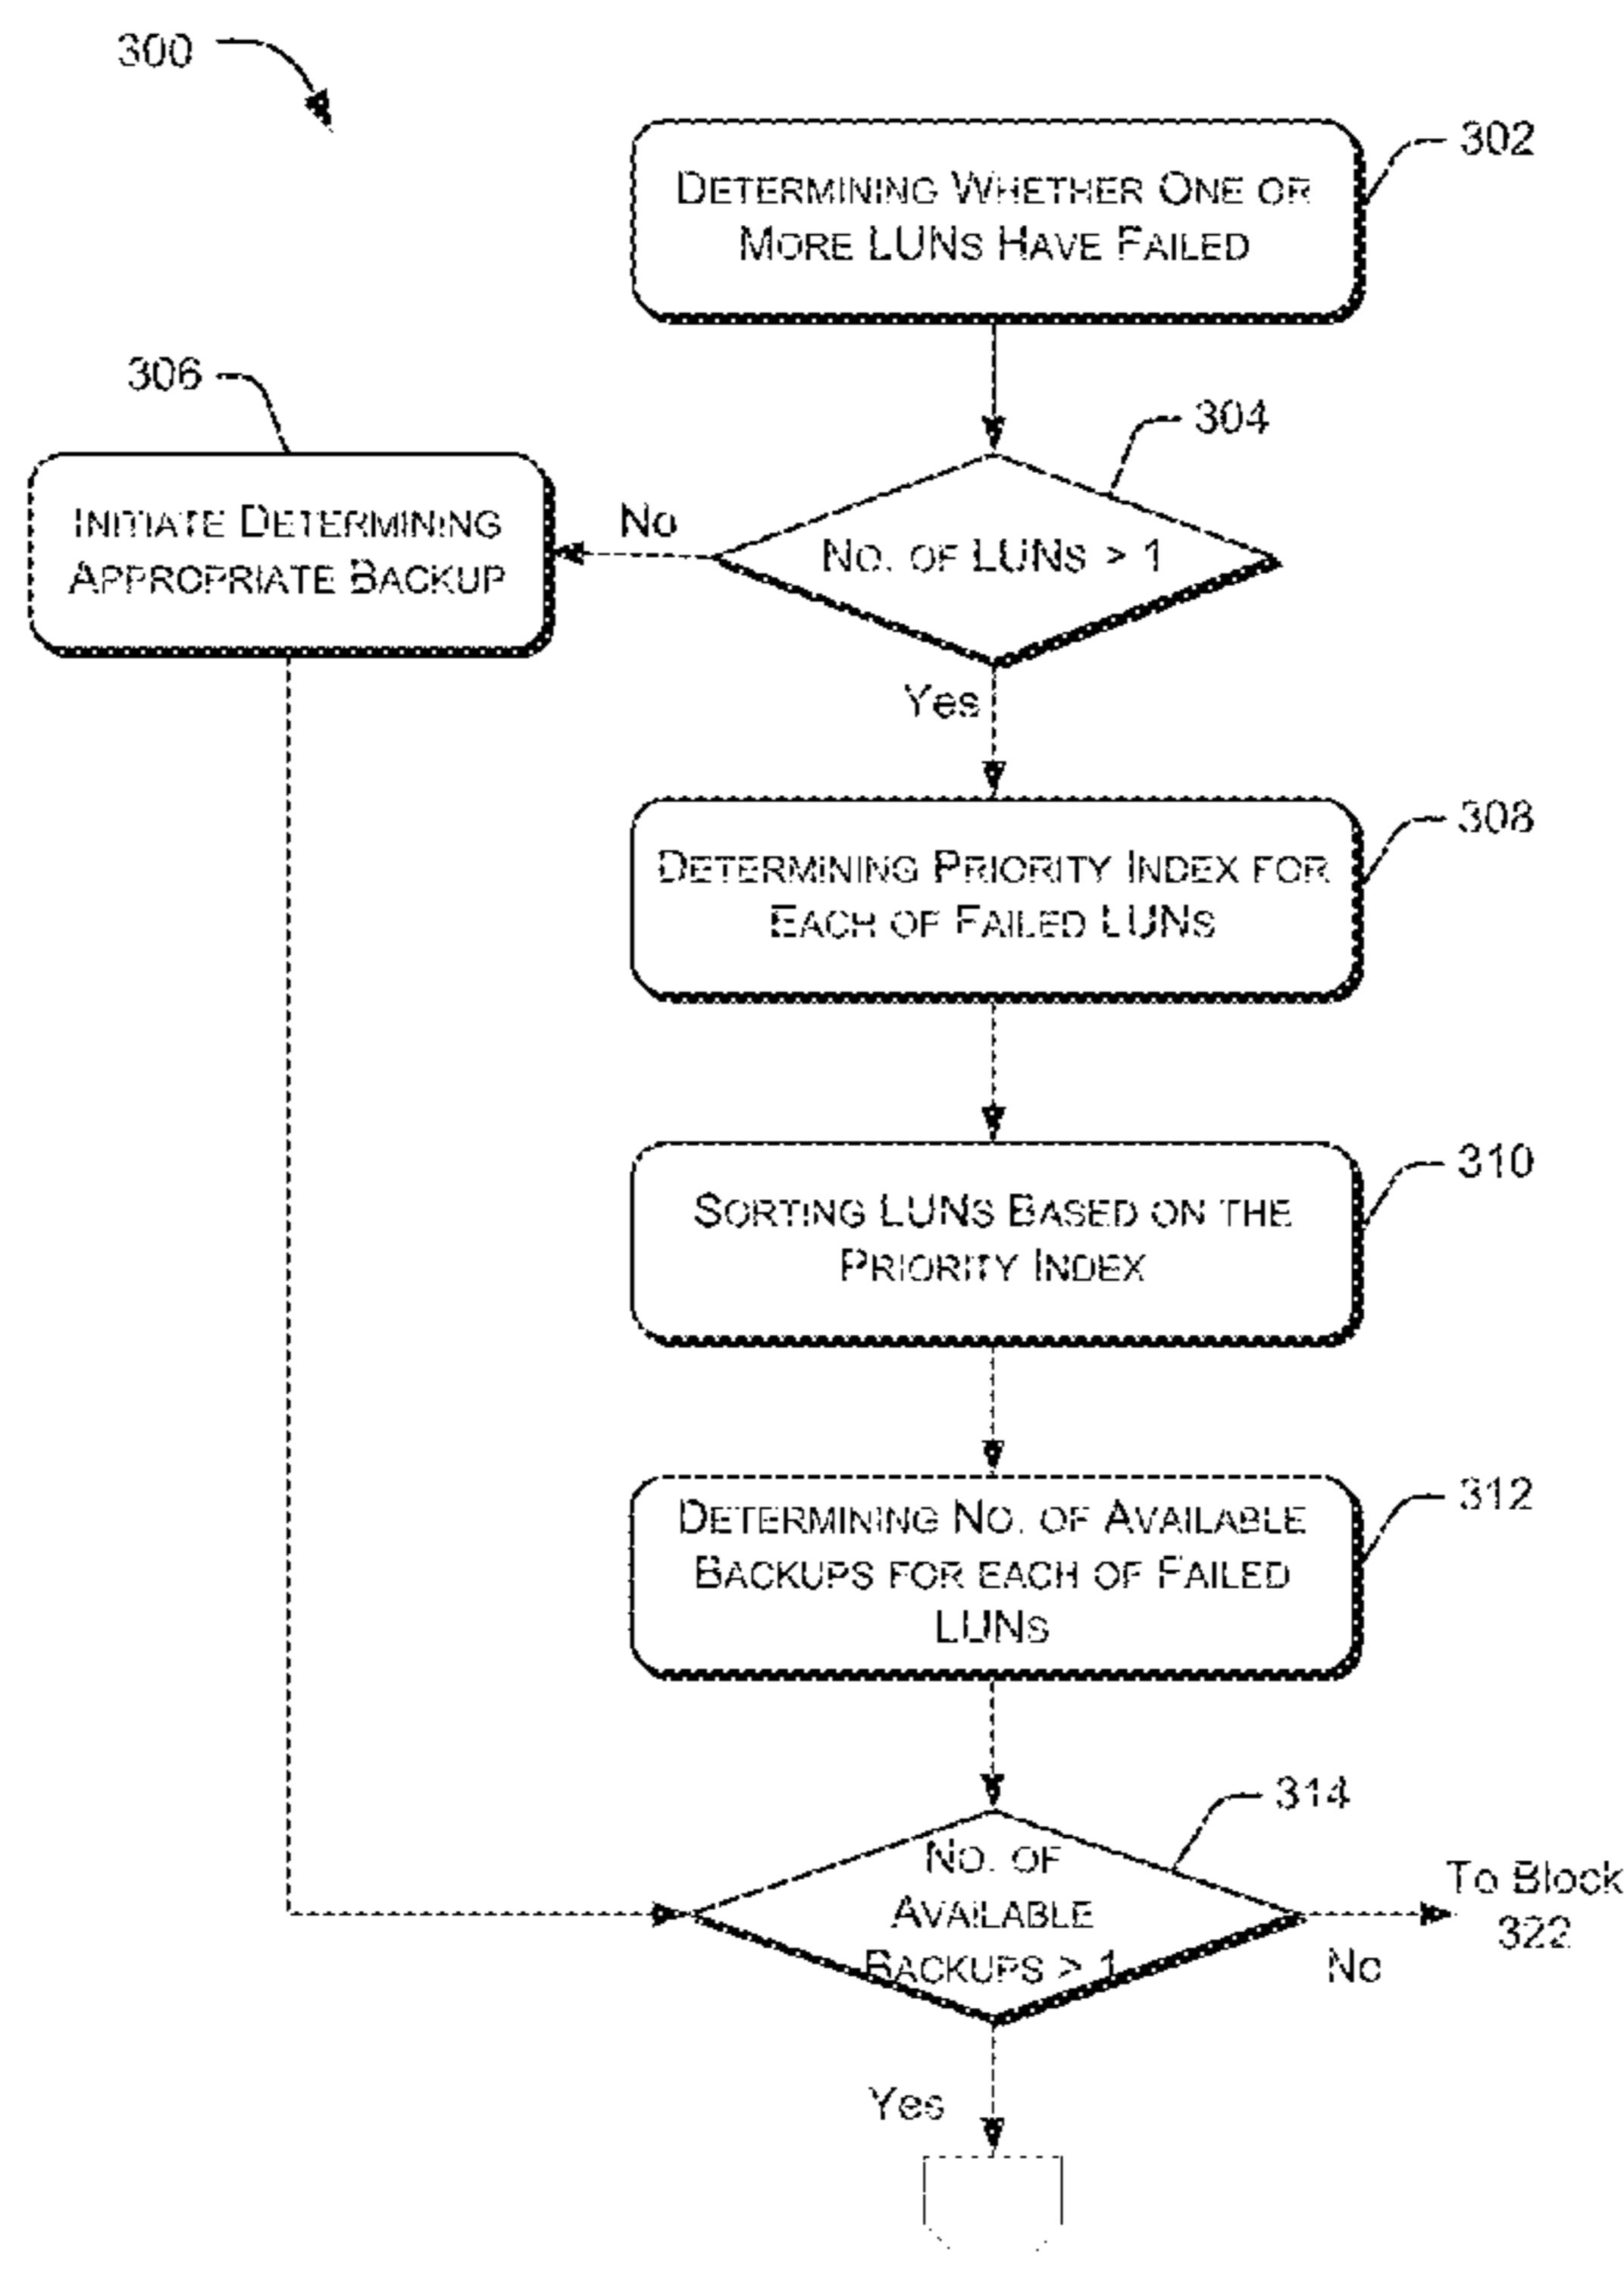 300
302
DETERMINING WHETHER ONE OR
MORE LUNS HAVE FAILED
306
304
INITIATE DETERMINING
APPROPRIATE BACKUP
No
NO. OF LUNS > 1
Yes
308
DETERMINING PRIORITY INDEX FOR
EACH OF FAILED LUNS
310
SORTING LUNS BASED ON THE
PRIORITY INDEX
312
DETERMINING NO. OF AVAILABLE
BACKUPS FOR EACH OF FAILED
LUNS
314
NO. OF
AVAILABLE
BACKUPS > 1
To Block
322
No
Yes